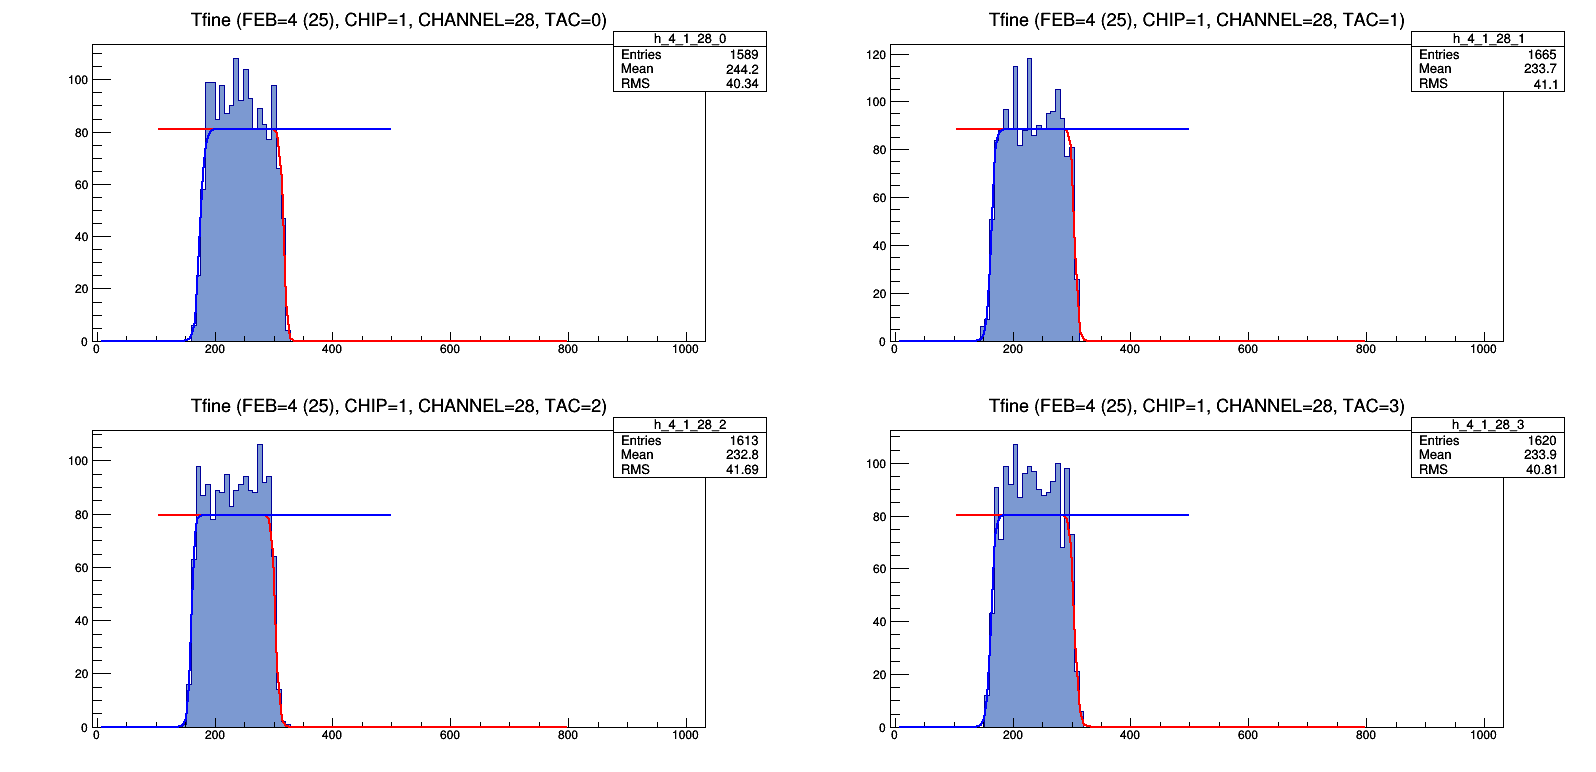 Tfine (FEB=4 (25), CHIP=1, CHANNEL=28, TAC=0)
h_4_1_28_0
Entries 1589
Mean 244.2
RMS 40.34
100
80
60
40
20
0
0 200 400 600 800 1000
Tfine (FEB=4 (25), CHIP=1, CHANNEL=28, TAC=1)
h_4_1_28_1
Entries 1665
Mean 233.7
RMS 41.1
120
100
80
60
40
20
0
0 200 400 600 800 1000
Tfine (FEB=4 (25), CHIP=1, CHANNEL=28, TAC=2)
h_4_1_28_2
Entries 1613
Mean 232.8
RMS 41.69
100
80
60
40
20
0
0 200 400 600 800 1000
Tfine (FEB=4 (25), CHIP=1, CHANNEL=28, TAC=3)
h_4_1_28_3
Entries 1620
Mean 233.9
RMS 40.81
100
80
60
40
20
0
0 200 400 600 800 1000